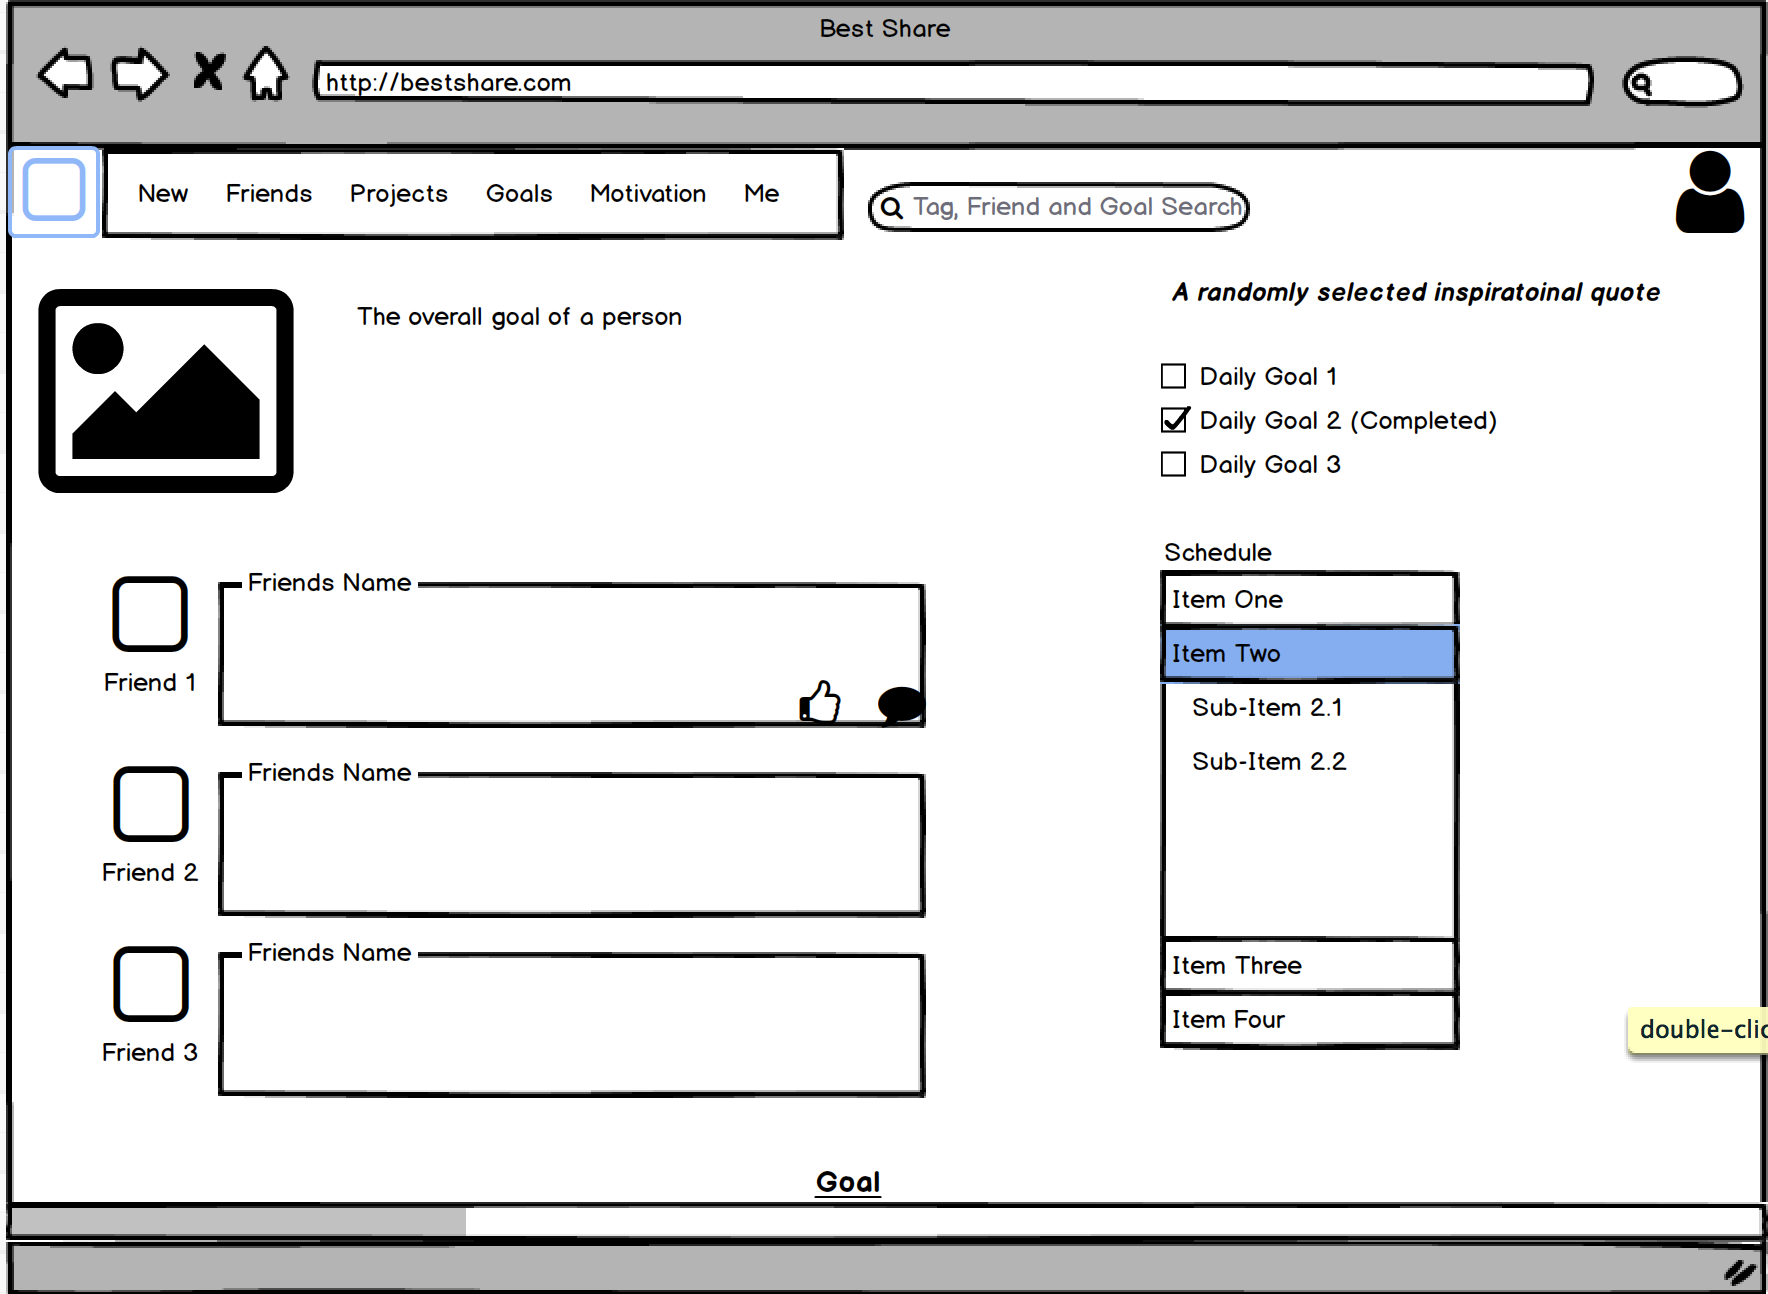 Best Share
http://bestshare.com
New Friends Projects Goals Motivation Me
Tag, Friend and Goal Search
A randomly selected inspiratoinal quote
The overall goal of a person
Daily Goal 1
Daily Goal 2 (Completed)
Daily Goal 3
Schedule
Item One
Item Two
Sub-Item 2.1
Sub-Item 2.2
Item Three
Item Four
Friends Name
Friend 1
Friends Name
Friend 2
Friends Name
Friend 3
double-clic
Goal